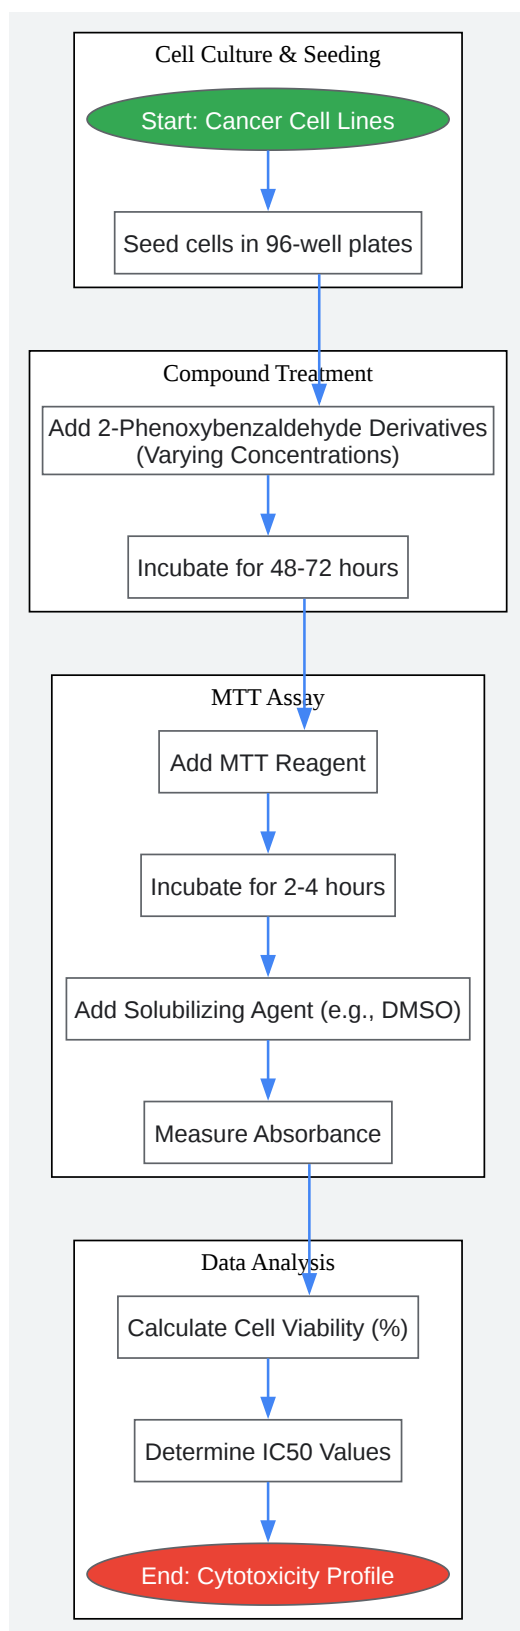 Cell Culture & Seeding
Start: Cancer Cell Lines
Seed cells in 96-well plates
Compound Treatment
Add 2-Phenoxybenzaldehyde Derivatives
(Varying Concentrations)
Incubate for 48-72 hours
MTT Assay
Add MTT Reagent
Incubate for 2-4 hours
Add Solubilizing Agent (e.g., DMSO)
Measure Absorbance
Data Analysis
Calculate Cell Viability (%)
Determine IC50 Values
End: Cytotoxicity Profile